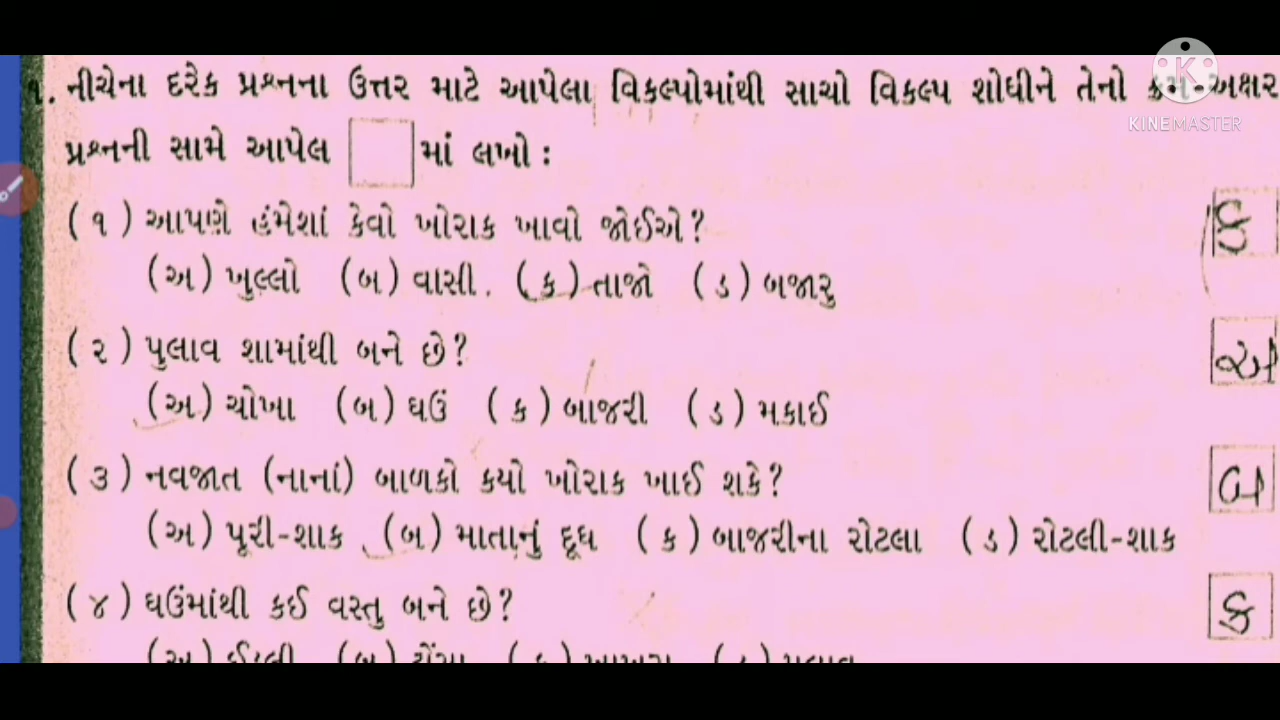 ૧. નીચેના દરેક પ્રશ્નના ઉત્તર માટે આપેલા વિકલ્પોમાંથી સાચો વિકલ્પ શોધીને તેનો ક્રમ-અક્ષર
KINEMASTER
પ્રશ્નની સામે આપેલ માં લખો :
(૧) આપણે હંમેશાં કેવો ખોરાક ખાવો જોઈએ? ક
(અ) ખુલ્લો (બ) વાસી (ક) તાજો (ડ) બજારુ
(૨) પુલાવ શામાંથી બને છે? અ
(અ) ચોખા (બ) ઘઉં (ક) બાજરી (ડ) મકાઈ
(૩) નવજાત (નાનાં) બાળકો કયો ખોરાક ખાઈ શકે? બ
(અ) પૂરી-શાક (બ) માતાનું દૂધ (ક) બાજરીના રોટલા (ડ) રોટલી-શાક
(૪) ઘઉંમાંથી કઈ વસ્તુ બને છે? ક